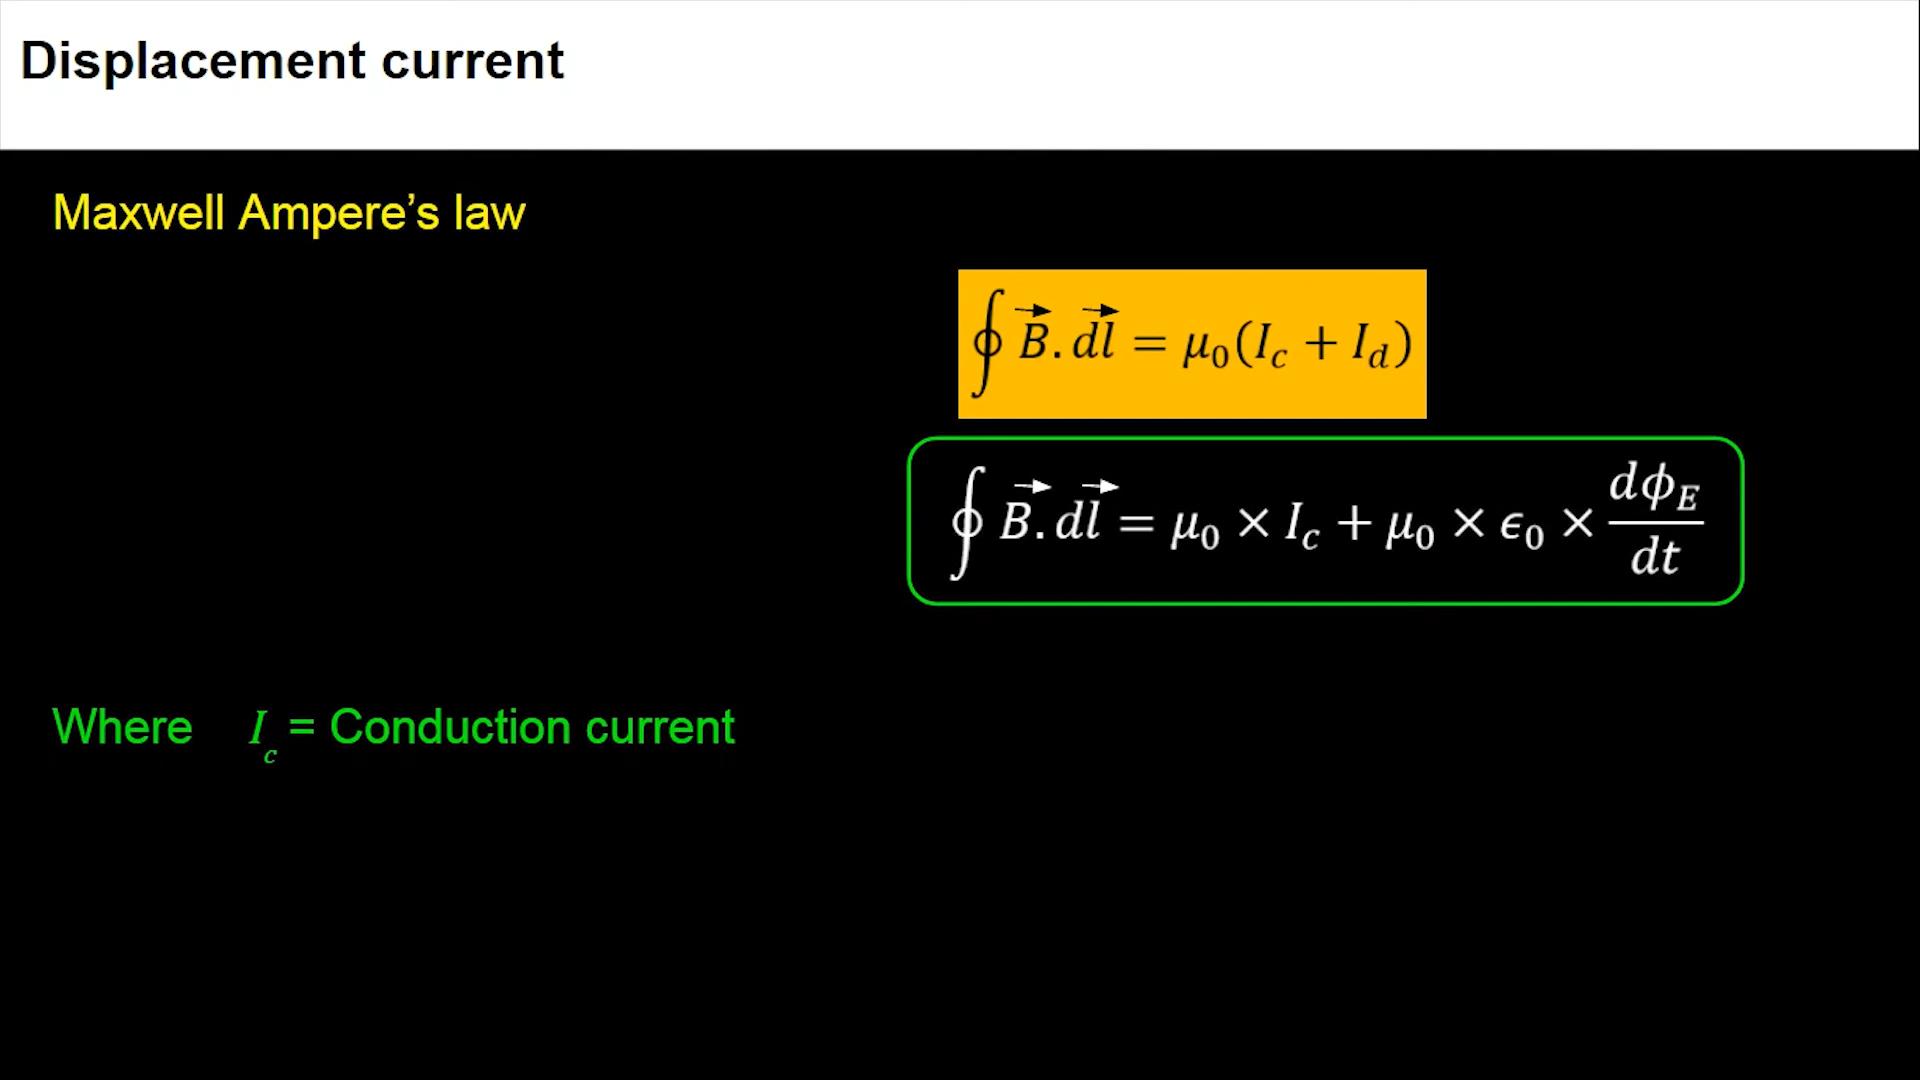 Displacement current
Maxwell Ampere’s law
∮ B⃗ . dl⃗ = μ₀(I_c + I_d)
∮ B⃗ . dl⃗ = μ₀ × I_c + μ₀ × ϵ₀ × dϕ_E/dt
Where I_c = Conduction current